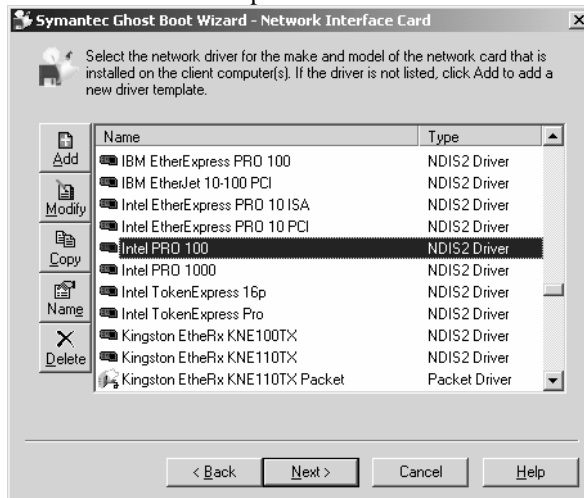 Symantec Ghost Boot Wizard - Network Interface Card
Select the network driver for the make and model of the network card that is
installed on the client computer(s). If the driver is not listed, click Add to add a
new driver template.
Add
Modify
Copy
Name
Delete
Name Type
IBM EtherExpress PRO 100 NDIS2 Driver
IBM EtherJet 10-100 PCI NDIS2 Driver
Intel EtherExpress PRO 10 ISA NDIS2 Driver
Intel EtherExpress PRO 10 PCI NDIS2 Driver
Intel PRO 100 NDIS2 Driver
Intel PRO 1000 NDIS2 Driver
Intel TokenExpress 16p NDIS2 Driver
Intel TokenExpress Pro NDIS2 Driver
Kingston EtheRx KNE100TX NDIS2 Driver
Kingston EtheRx KNE110TX NDIS2 Driver
Kingston EtheRx KNE110TX Packet Packet Driver
< Back Next > Cancel Help